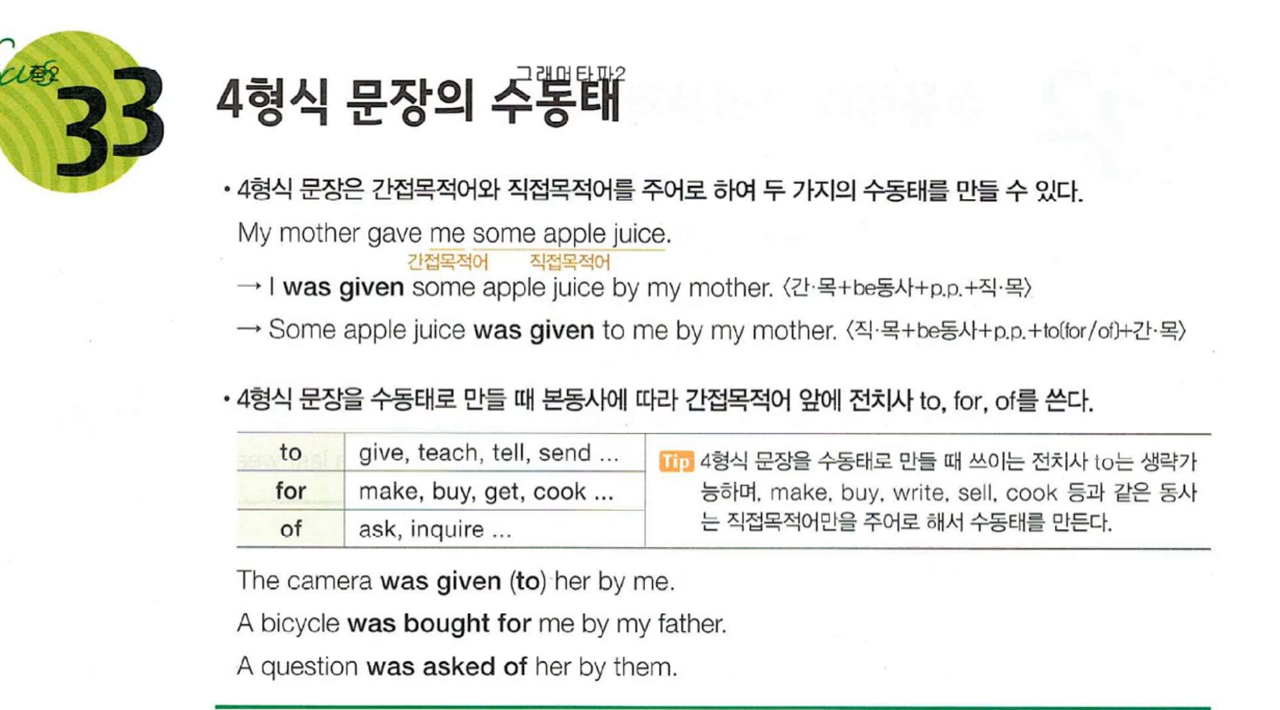 cus
중2
33
그래머타파2
4형식 문장의 수동태
• 4형식 문장은 간접목적어와 직접목적어를 주어로 하여 두 가지의 수동태를 만들 수 있다.
My mother gave me some apple juice.
간접목적어 직접목적어
→ I was given some apple juice by my mother. 〈간·목+be동사+p.p.+직·목〉
→ Some apple juice was given to me by my mother. 〈직·목+be동사+p.p.+to(for/of)+간·목〉
• 4형식 문장을 수동태로 만들 때 본동사에 따라 간접목적어 앞에 전치사 to, for, of를 쓴다.
to give, teach, tell, send ...
for make, buy, get, cook ...
of ask, inquire ...
Tip 4형식 문장을 수동태로 만들 때 쓰이는 전치사 to는 생략가
능하며, make, buy, write, sell, cook 등과 같은 동사
는 직접목적어만을 주어로 해서 수동태를 만든다.
The camera was given (to) her by me.
A bicycle was bought for me by my father.
A question was asked of her by them.